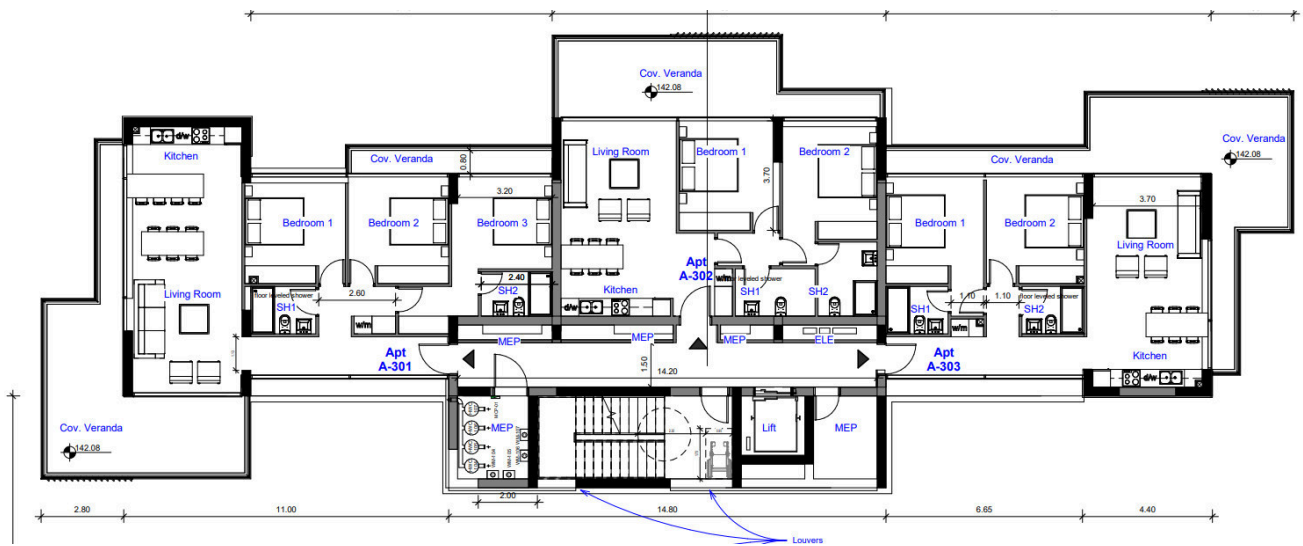 Cov. Veranda
142.08
Cov. Veranda
0.80
Cov. Veranda
142.08
d/w
Kitchen
Living Room
Bedroom 1
Bedroom 2
3.70
3.20
3.70
Bedroom 1
Bedroom 2
Bedroom 3
Bedroom 1
Bedroom 2
Living Room
Apt
A-302
2.40
w/m
floor leveled shower
SH1
SH2
Kitchen
d/w
Living Room
floor leveled shower
SH1
2.60
w/m
SH2
SH1
1.10
1.10
floor leveled shower
w/m
SH2
Kitchen
d/w
MEP
MEP
MEP
ELE
Apt
A-301
1.50
14.20
Apt
A-303
Cov. Veranda
142.08
MEP
Lift
MEP
2.00
2.80
11.00
14.80
6.65
4.40
Louvers